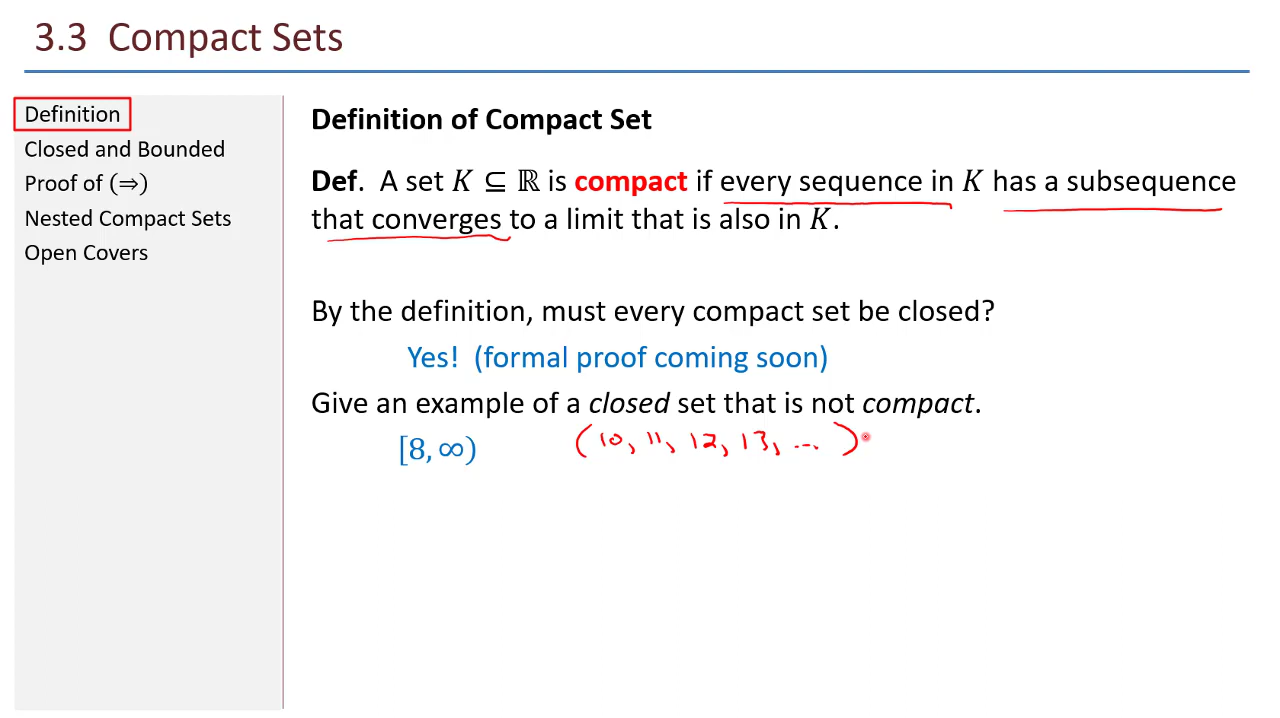 3.3 Compact Sets
Definition
Closed and Bounded
Proof of (⇒)
Nested Compact Sets
Open Covers
Definition of Compact Set
Def. A set K ⊆ ℝ is compact if every sequence in K has a subsequence
that converges to a limit that is also in K.
By the definition, must every compact set be closed?
Yes! (formal proof coming soon)
Give an example of a closed set that is not compact.
[8, ∞)
(10, 11, 12, 13, ...)